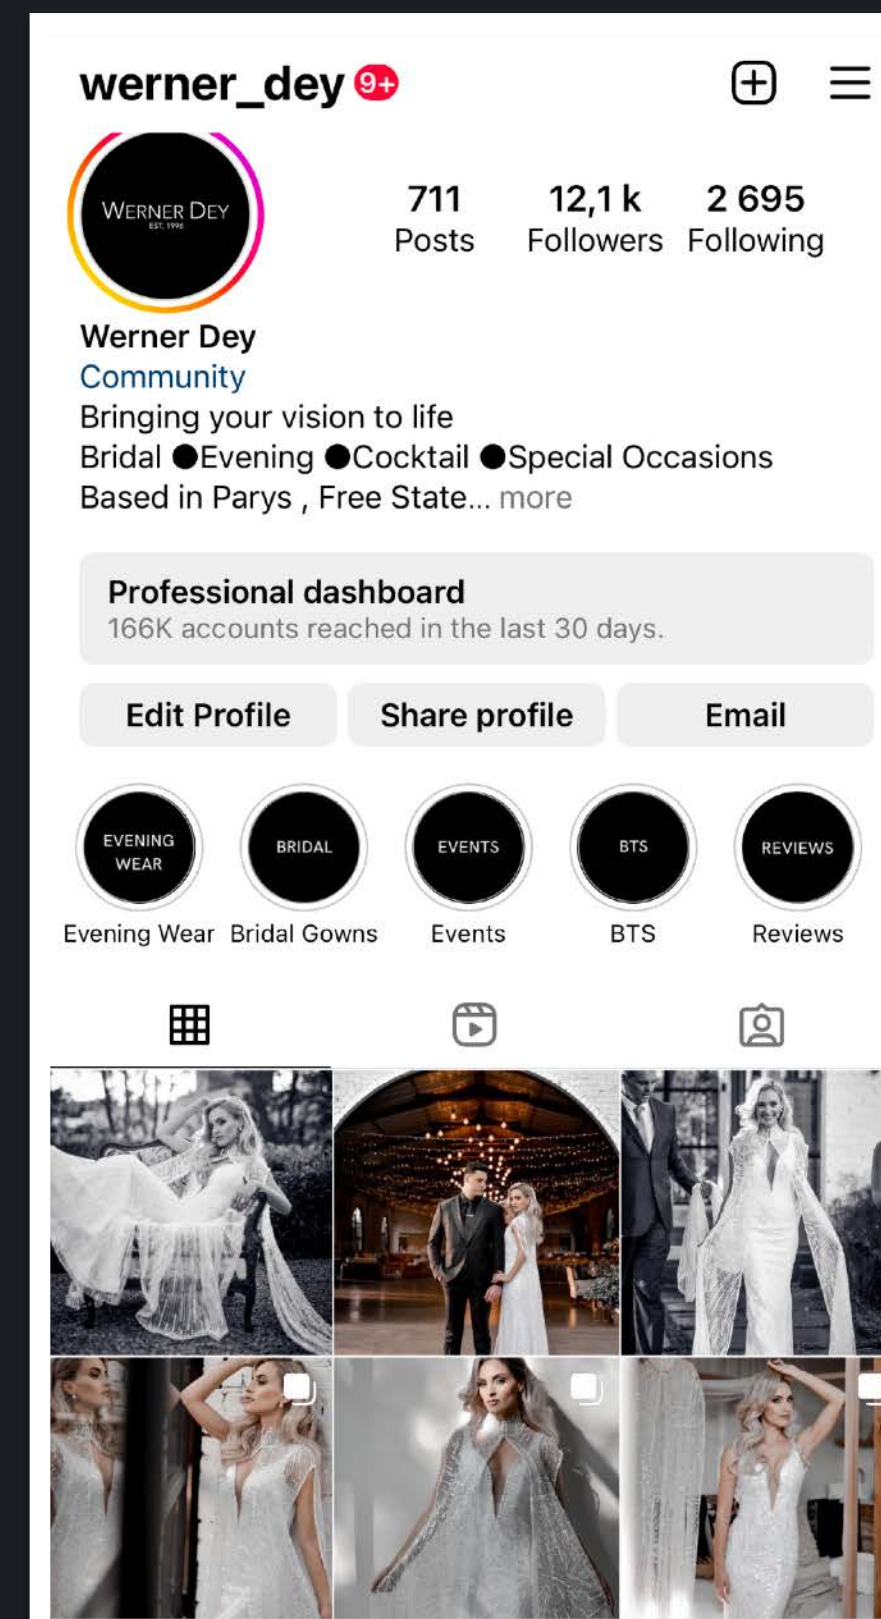 werner_dey 9+
WERNER DEY
EST. 1996
711 12,1 k 2 695
Posts Followers Following
Werner Dey
Community
Bringing your vision to life
Bridal ●Evening ●Cocktail ●Special Occasions
Based in Parys , Free State... more
Professional dashboard
166K accounts reached in the last 30 days.
Edit Profile Share profile Email
EVENING
WEAR
BRIDAL
EVENTS
BTS
REVIEWS
Evening Wear Bridal Gowns Events BTS Reviews